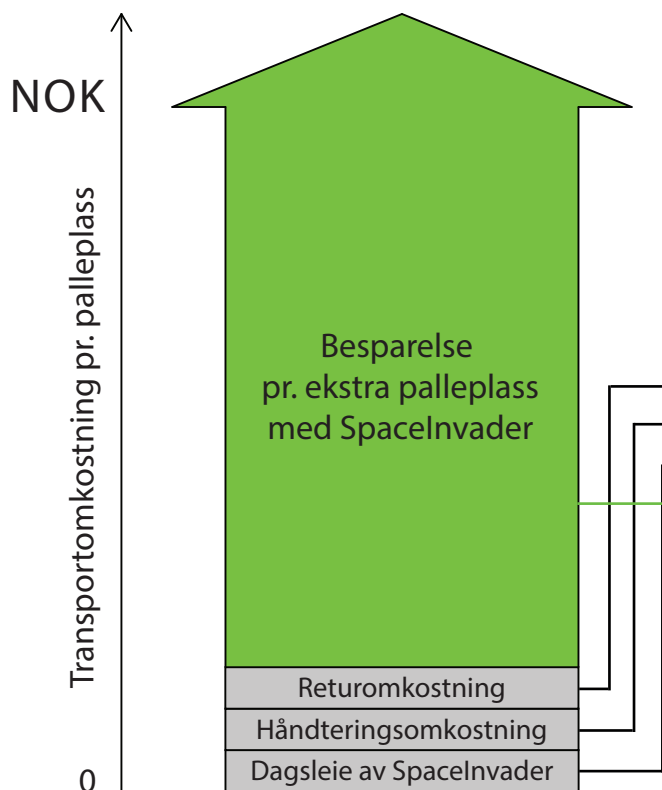 NOK
Transportomkostning pr. palleplass
Besparelse
pr. ekstra palleplass
med SpaceInvader
Returomkostning
Håndteringsomkostning
Dagsleie av SpaceInvader
0